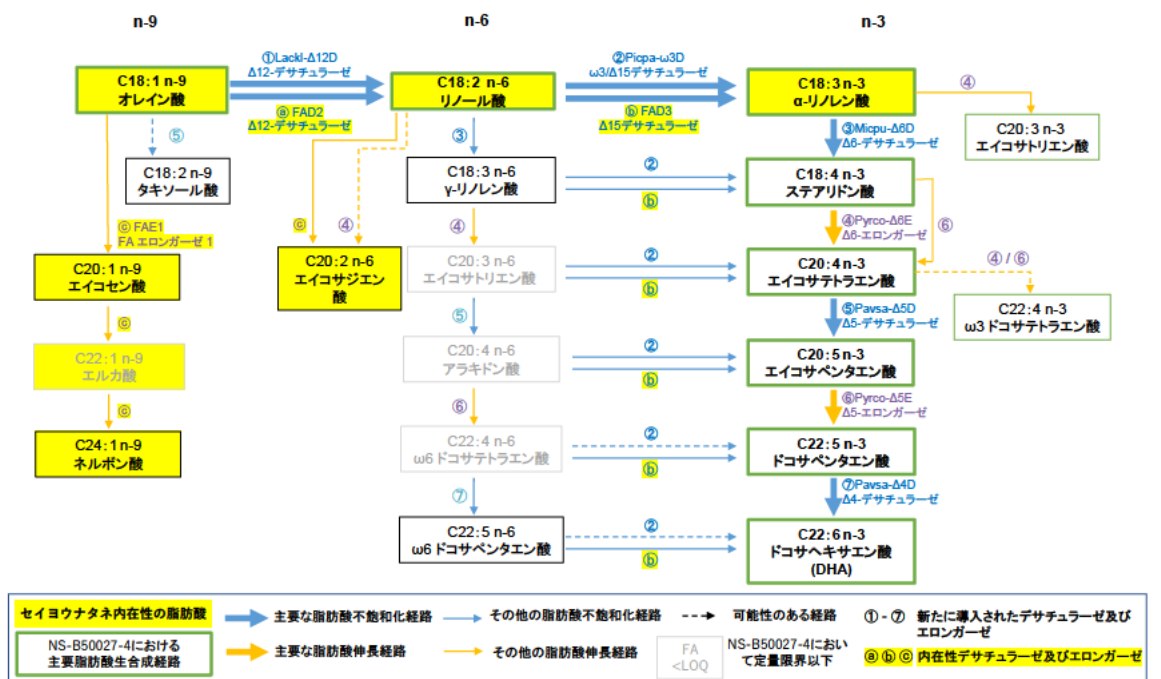 n-9
n-6
n-3
①Lackl-Δ12D
Δ12-デサチュラーゼ
②Picpa-ω3D
ω3/Δ15デサチュラーゼ
C18:1 n-9
オレイン酸
C18:2 n-6
リノール酸
C18:3 n-3
α-リノレン酸
④
ⓐ FAD2
Δ12-デサチュラーゼ
ⓑ FAD3
Δ15デサチュラーゼ
C20:3 n-3
エイコサトリエン酸
⑤
③
③Micpu-Δ6D
Δ6-デサチュラーゼ
C18:2 n-9
タキソール酸
C18:3 n-6
γ-リノレン酸
②
ⓑ
C18:4 n-3
ステアリドン酸
ⓒ FAE1
FA エロンガーゼ 1
ⓒ
④
④
④Pyrco-Δ6E
Δ6-エロンガーゼ
⑥
C20:1 n-9
エイコセン酸
C20:2 n-6
エイコサジエン
酸
C20:3 n-6
エイコサトリエン酸
②
ⓑ
C20:4 n-3
エイコサテトラエン酸
④ / ⑥
C22:4 n-3
ω3ドコサテトラエン酸
ⓒ
⑤
⑤Pavsa-Δ5D
Δ5-デサチュラーゼ
C22:1 n-9
エルカ酸
C20:4 n-6
アラキドン酸
②
ⓑ
C20:5 n-3
エイコサペンタエン酸
ⓒ
⑥
⑥Pyrco-Δ5E
Δ5-エロンガーゼ
C24:1 n-9
ネルボン酸
C22:4 n-6
ω6ドコサテトラエン酸
②
ⓑ
C22:5 n-3
ドコサペンタエン酸
⑦
⑦Pavsa-Δ4D
Δ4-デサチュラーゼ
C22:5 n-6
ω6ドコサペンタエン酸
②
ⓑ
C22:6 n-3
ドコサヘキサエン酸
(DHA)
セイヨウナタネ内在性の脂肪酸
主要な脂肪酸不飽和化経路
その他の脂肪酸不飽和化経路
可能性のある経路
①-⑦ 新たに導入されたデサチュラーゼ及び
エロンガーゼ
NS-B50027-4における
主要脂肪酸生合成経路
主要な脂肪酸伸長経路
その他の脂肪酸伸長経路
FA
<LOQ
NS-B50027-4におい
て定量限界以下
ⓐ ⓑ ⓒ 内在性デサチュラーゼ及びエロンガーゼ